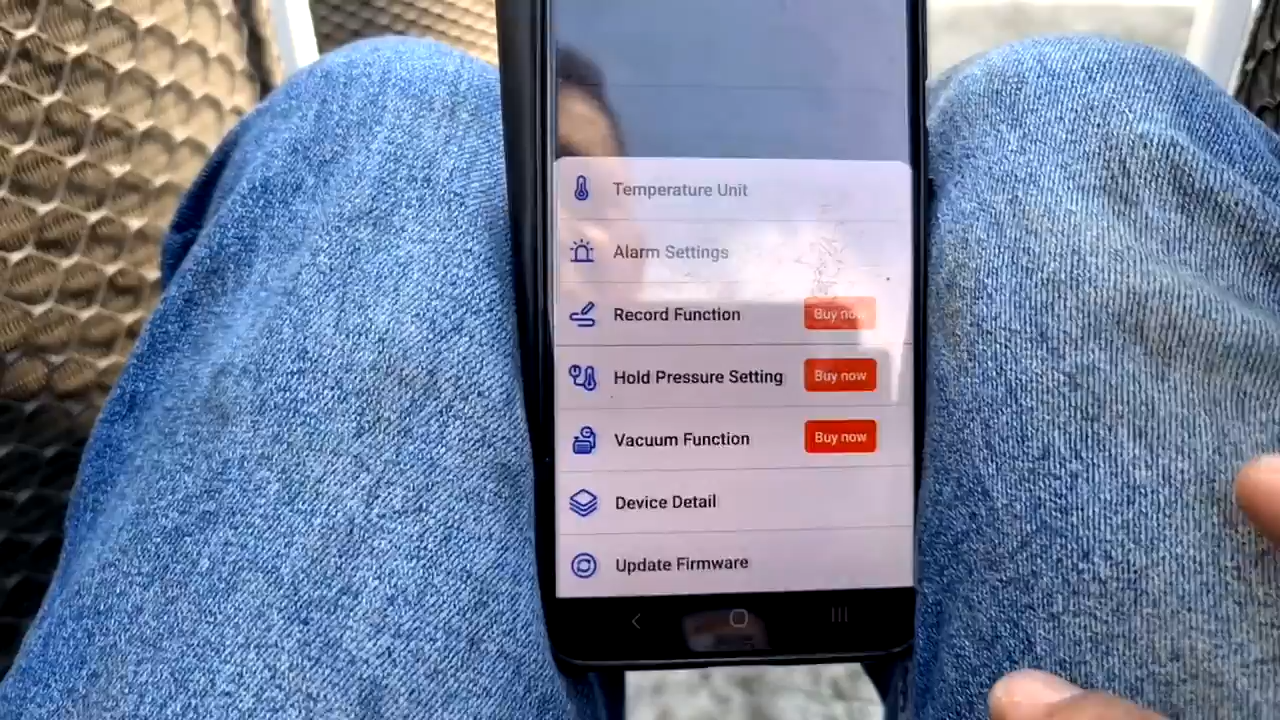 Temperature Unit
Alarm Settings
Record Function Buy now
Hold Pressure Setting Buy now
Vacuum Function Buy now
Device Detail
Update Firmware